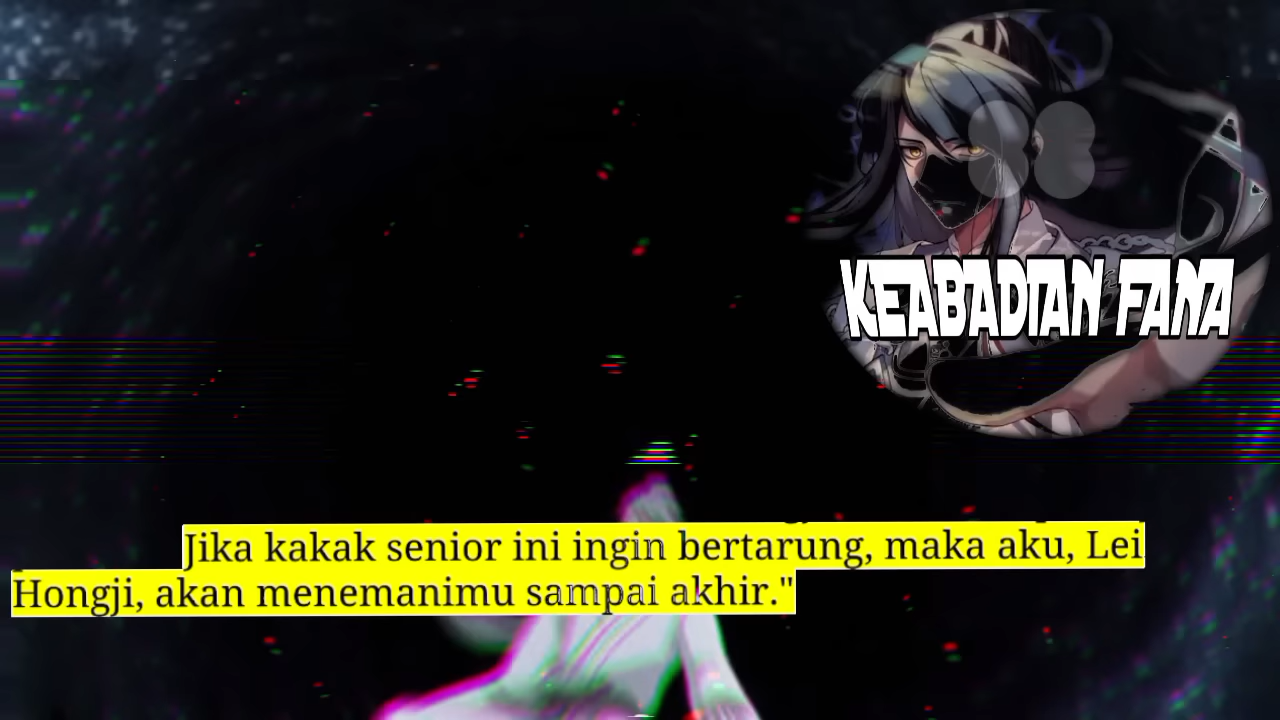 KEABADIAN FANA
Jika kakak senior ini ingin bertarung, maka aku, Lei
Hongji, akan menemanimu sampai akhir."